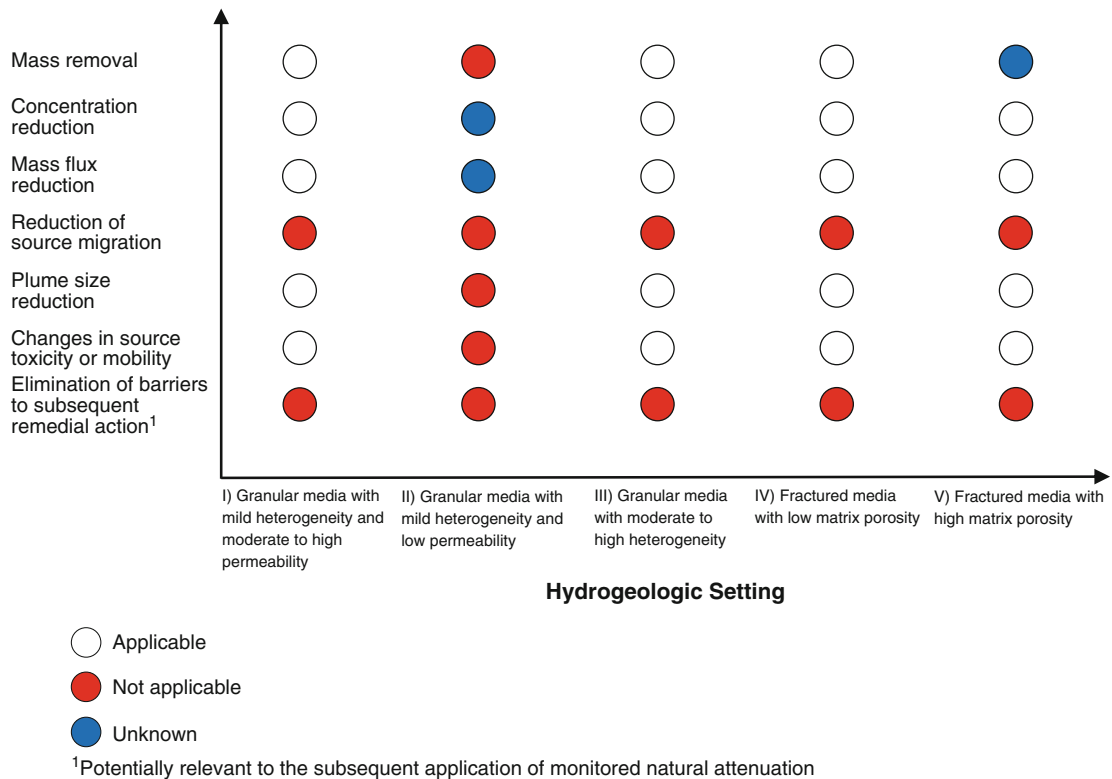 Mass removal
Concentration
reduction
Mass flux
reduction
Reduction of
source migration
Plume size
reduction
Changes in source
toxicity or mobility
Elimination of barriers
to subsequent
remedial action1
I) Granular media with
mild heterogeneity and
moderate to high
permeability
II) Granular media with
mild heterogeneity and
low permeability
III) Granular media
with moderate to
high heterogeneity
IV) Fractured media
with low matrix porosity
V) Fractured media with
high matrix porosity
Hydrogeologic Setting
Applicable
Not applicable
Unknown
1Potentially relevant to the subsequent application of monitored natural attenuation